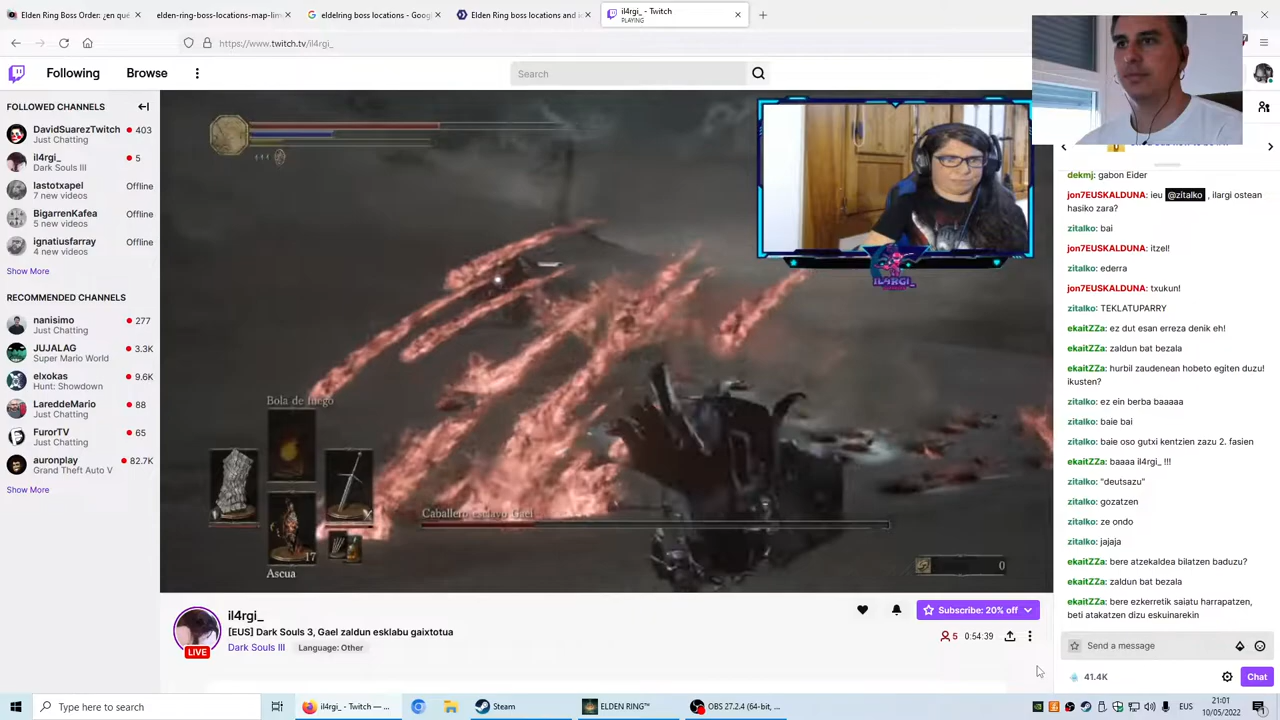 Elden Ring Boss Order: ¿en qué
elden-ring-boss-locations-map-list
eldelring boss locations - Goo
Elden Ring boss locations and i
il4rgi_ - Twitch
PLAYING
https://www.twitch.tv/il4rgi_
Following
Browse
Search
FOLLOWED CHANNELS
DavidSuarezTwitch 403
Just Chatting
il4rgi_ 5
Dark Souls III
lastotxapel Offline
7 new videos
BigarrenKafea Offline
5 new videos
ignatiusfarray Offline
4 new videos
Show More
RECOMMENDED CHANNELS
nanisimo 277
Just Chatting
JUJALAG 3.3K
Super Mario World
elxokas 9.6K
Hunt: Showdown
LareddeMario 88
Just Chatting
FurorTV 65
Just Chatting
auronplay 82.7K
Grand Theft Auto V
Show More
IL4RGI_
Bola de fuego
Caballero esclavo Gael
17
Ascua
0
il4rgi_
LIVE
[EUS] Dark Souls 3, Gael zaldun esklabu gaixtotua
Dark Souls III
Language: Other
Subscribe: 20% off
5
0:54:39
dekmj: gabon Eider
jon7EUSKALDUNA: ieu @zitalko , ilargi ostean
hasiko zara?
zitalko: bai
jon7EUSKALDUNA: itzel!
zitalko: ederra
jon7EUSKALDUNA: txukun!
zitalko: TEKLATUPARRY
ekaitZZa: ez dut esan erreza denik eh!
ekaitZZa: zaldun bat bezala
ekaitZZa: hurbil zaudenean hobeto egiten duzu!
ikusten?
zitalko: ez ein berba baaaaa
zitalko: baie bai
zitalko: baie oso gutxi kentzien zazu 2. fasien
ekaitZZa: baaaa il4rgi_ !!!
zitalko: "deutsazu"
zitalko: gozatzen
zitalko: ze ondo
zitalko: jajaja
ekaitZZa: bere atzekaldea bilatzen baduzu?
ekaitZZa: zaldun bat bezala
ekaitZZa: bere ezkerretik saiatu harrapatzen,
beti atakatzen dizu eskuinarekin
Send a message
41.4K
Chat
Type here to search
il4rgi_ — Twitch — ...
Steam
ELDEN RING™
OBS 27.2.4 (64-bit, ...
EUS
21:01
10/05/2022